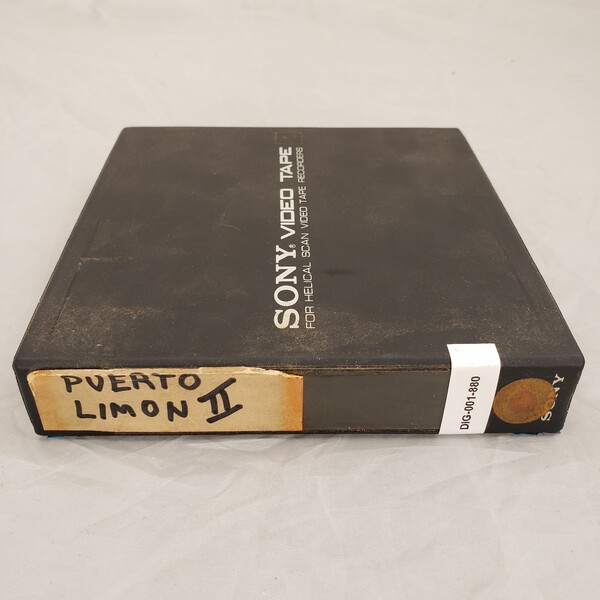 SONY® VIDEO TAPE
FOR HELICAL SCAN VIDEO TAPE RECORDERS
PUERTO
LIMON II
DIG-001-880
SONY